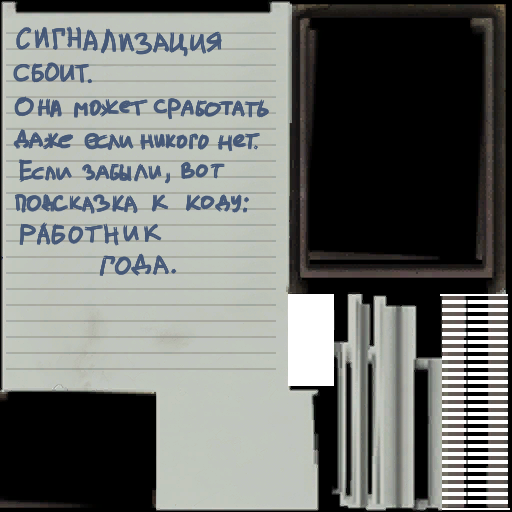 СИГНАЛИЗАЦИЯ
СБОИТ.
ОНА МОЖЕТ СРАБОТАТЬ
ДАЖЕ ЕСЛИ НИКОГО НЕТ.
ЕСЛИ ЗАБЫЛИ, ВОТ
ПОДСКАЗКА К КОДУ:
РАБОТНИК
ГОДА.